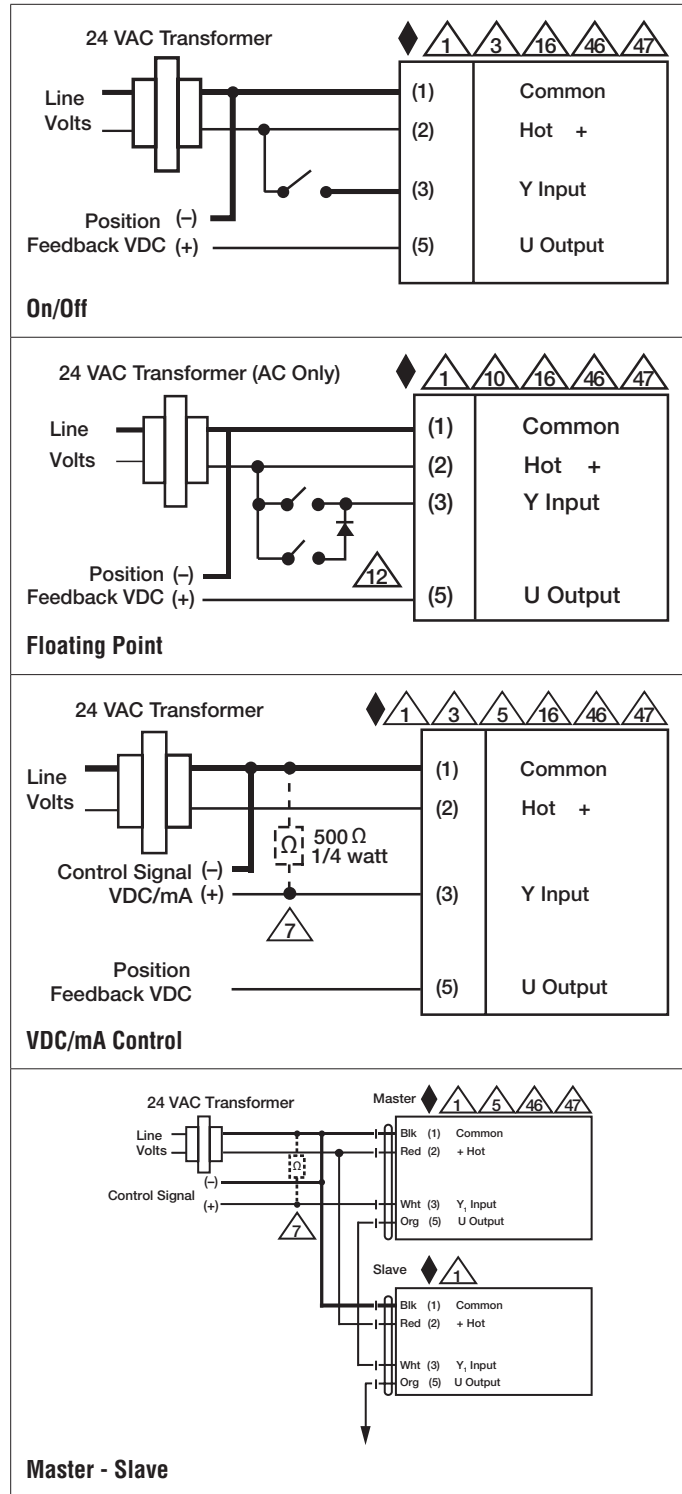 24 VAC Transformer
1 3 16 46 47
Line
Volts
(1) Common
(2) Hot +
(3) Y Input
Position (–)
Feedback VDC (+)
(5) U Output
On/Off
24 VAC Transformer (AC Only)
1 10 16 46 47
Line
Volts
(1) Common
(2) Hot +
(3) Y Input
12
Position (–)
Feedback VDC (+)
(5) U Output
Floating Point
24 VAC Transformer
1 3 5 16 46 47
Line
Volts
(1) Common
(2) Hot +
Ω 500 Ω
1/4 watt
Control Signal (–)
VDC/mA (+)
(3) Y Input
7
Position
Feedback VDC
(5) U Output
VDC/mA Control
24 VAC Transformer
Master 1 5 46 47
Line
Volts
Blk (1) Common
Red (2) + Hot
Ω
Control Signal (–)
(+)
Wht (3) Y₁ Input
Org (5) U Output
7
Slave 1
Blk (1) Common
Red (2) + Hot
Wht (3) Y₁ Input
Org (5) U Output
Master - Slave